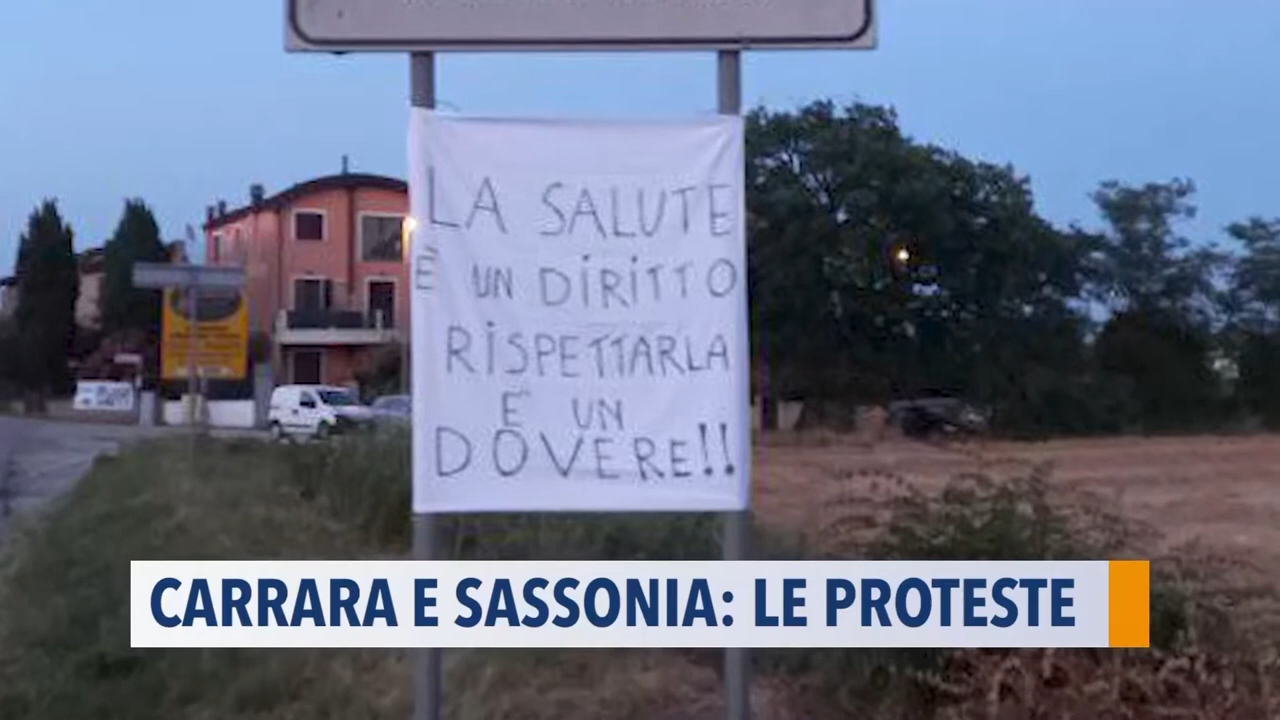 LA SALUTE
È UN DIRITTO
RISPETTARLA
E' UN
DOVERE!!
CARRARA E SASSONIA: LE PROTESTE